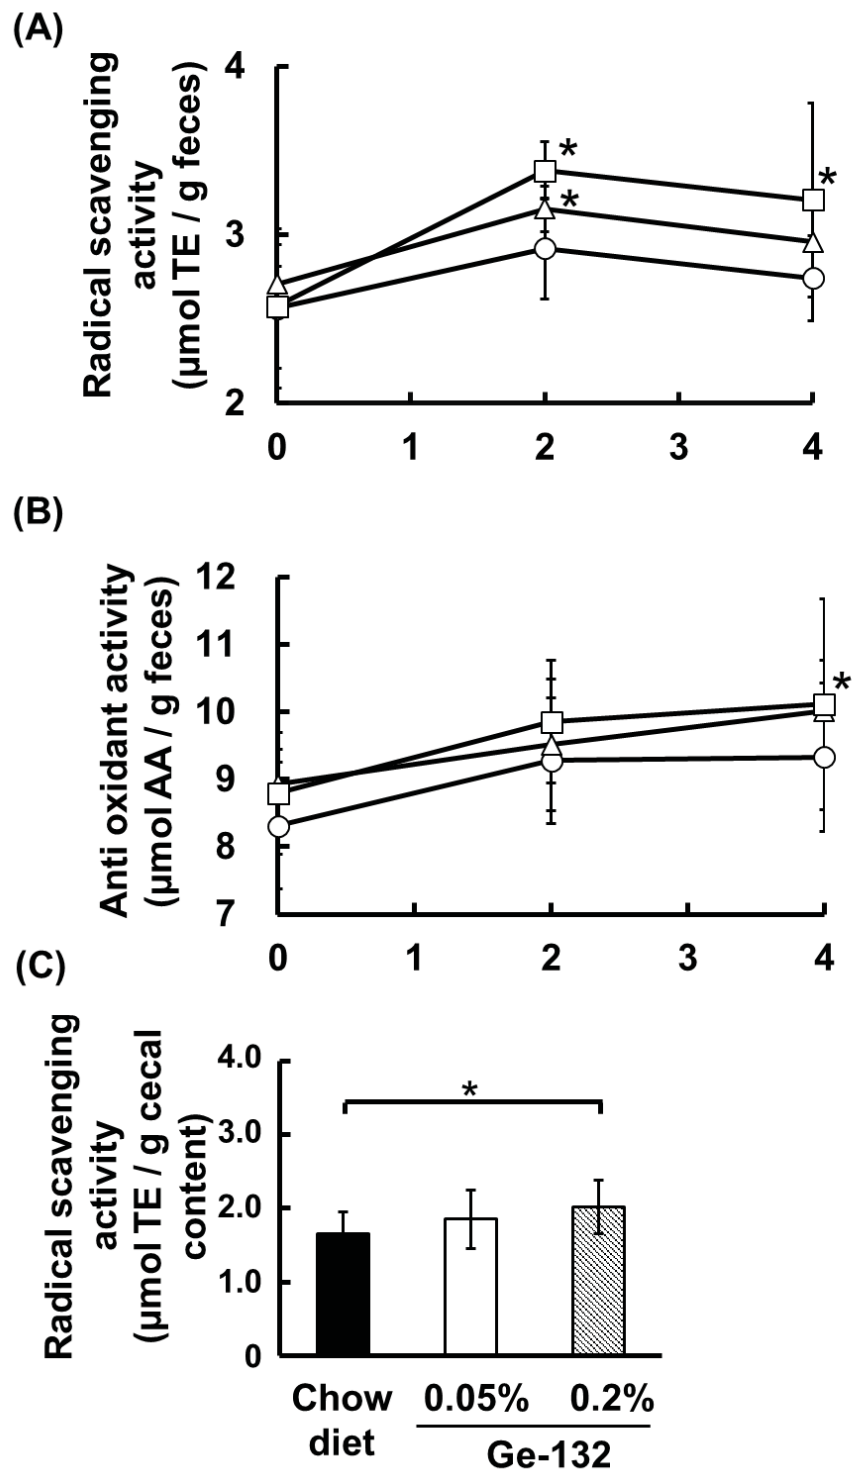 (A)
Radical scavenging
activity
(µmol TE / g feces)
4
3
2
*
*
*
0 1 2 3 4
(B)
Anti oxidant activity
(µmol AA / g feces)
12
11
10
9
8
7
*
0 1 2 3 4
(C)
Radical scavenging
activity
(µmol TE / g cecal
content)
4.0
3.0
2.0
1.0
0
*
Chow
diet
0.05% 0.2%
Ge-132